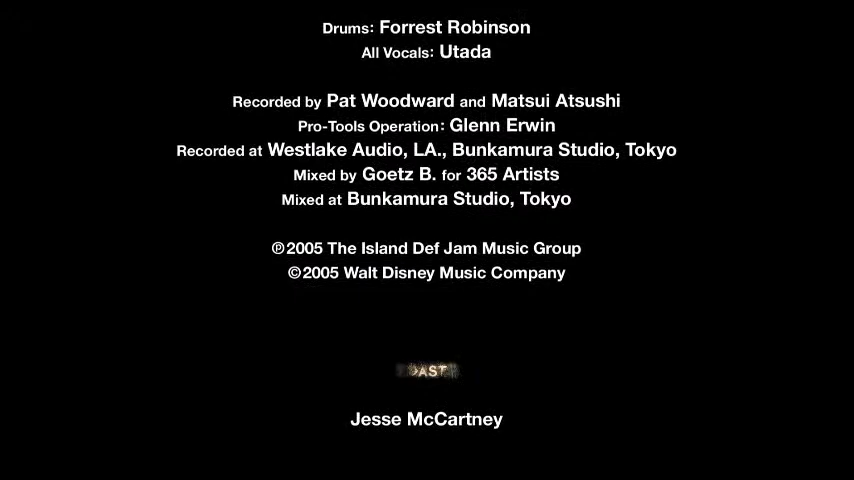 Drums: Forrest Robinson
All Vocals: Utada
Recorded by Pat Woodward and Matsui Atsushi
Pro-Tools Operation: Glenn Erwin
Recorded at Westlake Audio, LA., Bunkamura Studio, Tokyo
Mixed by Goetz B. for 365 Artists
Mixed at Bunkamura Studio, Tokyo
℗2005 The Island Def Jam Music Group
©2005 Walt Disney Music Company
Jesse McCartney